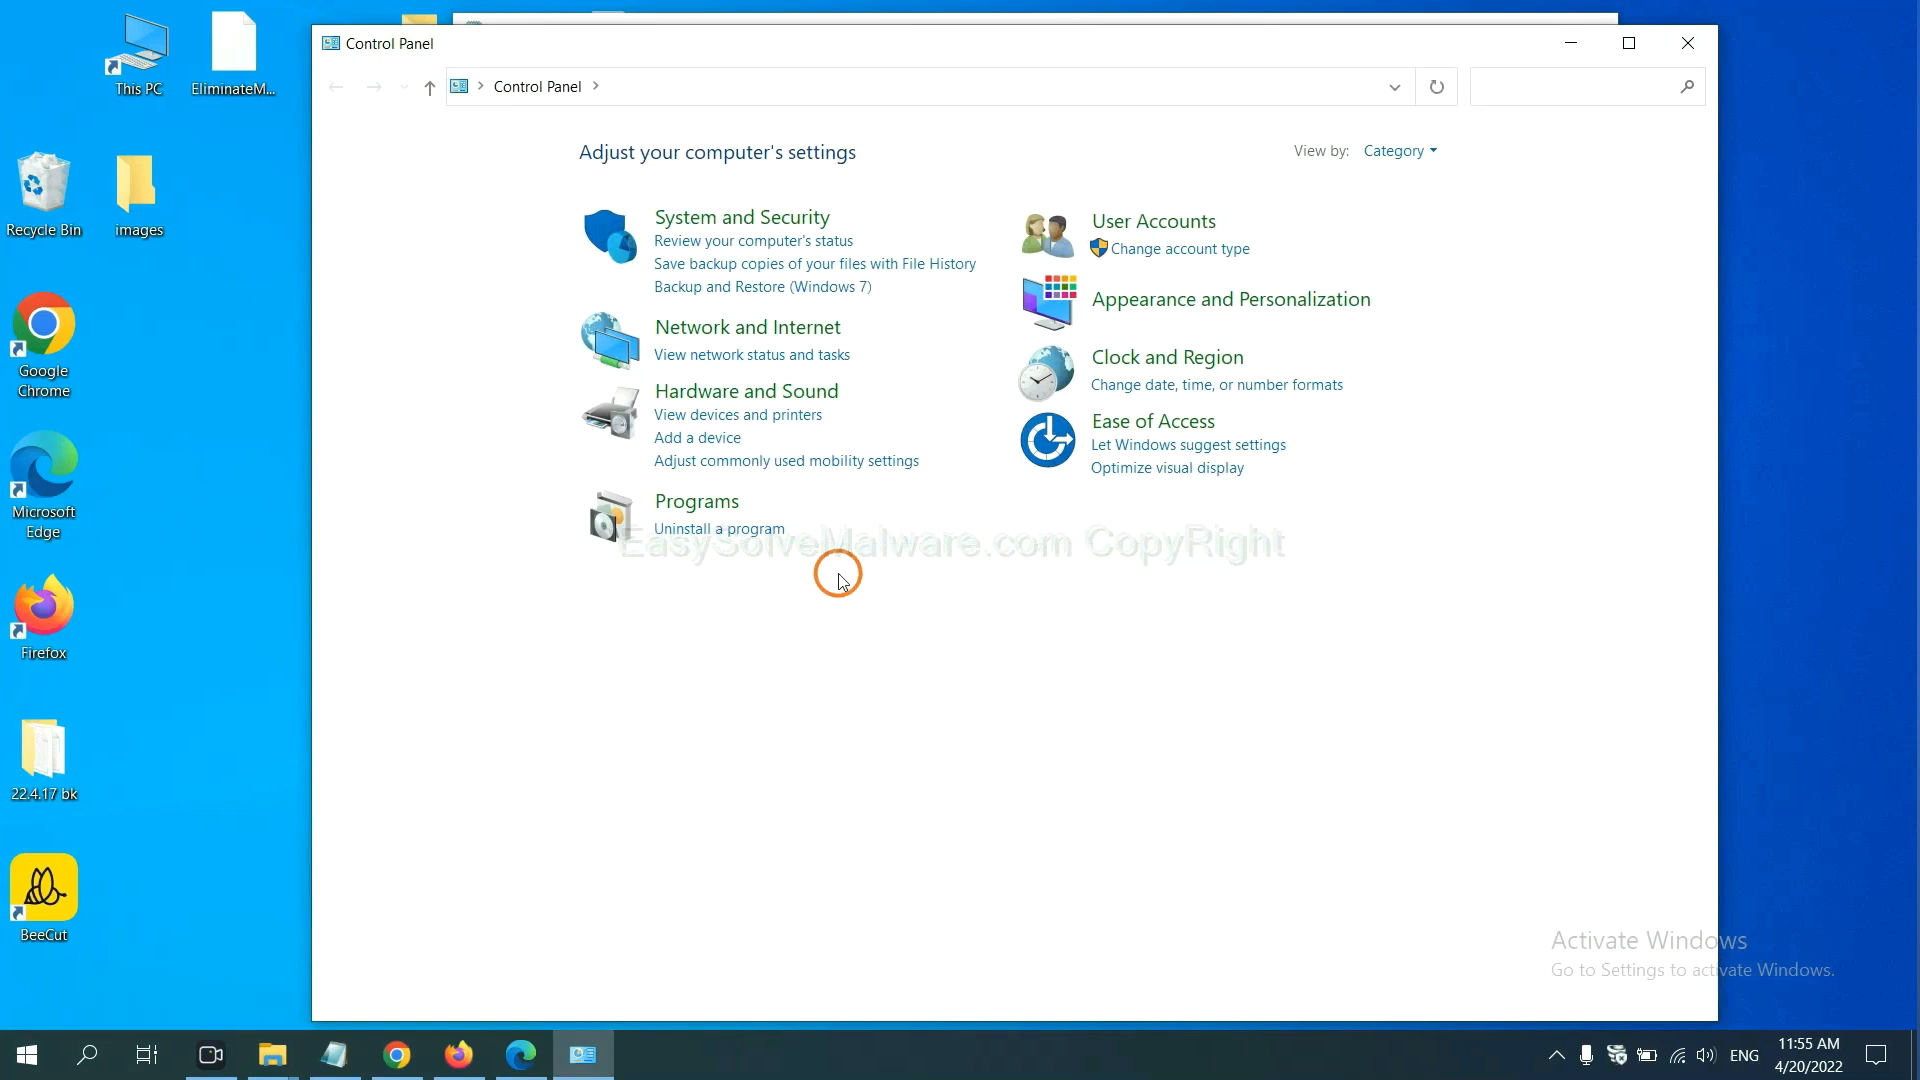 This PC
EliminateM...
Recycle Bin
images
Google
Chrome
Microsoft
Edge
Firefox
22.4.17 bk
BeeCut
Control Panel
Control Panel
Adjust your computer's settings
View by: Category
System and Security
Review your computer's status
Save backup copies of your files with File History
Backup and Restore (Windows 7)
Network and Internet
View network status and tasks
Hardware and Sound
View devices and printers
Add a device
Adjust commonly used mobility settings
Programs
Uninstall a program
User Accounts
Change account type
Appearance and Personalization
Clock and Region
Change date, time, or number formats
Ease of Access
Let Windows suggest settings
Optimize visual display
EasySolveMalware.com CopyRight
Activate Windows
Go to Settings to activate Windows.
ENG
11:55 AM
4/20/2022